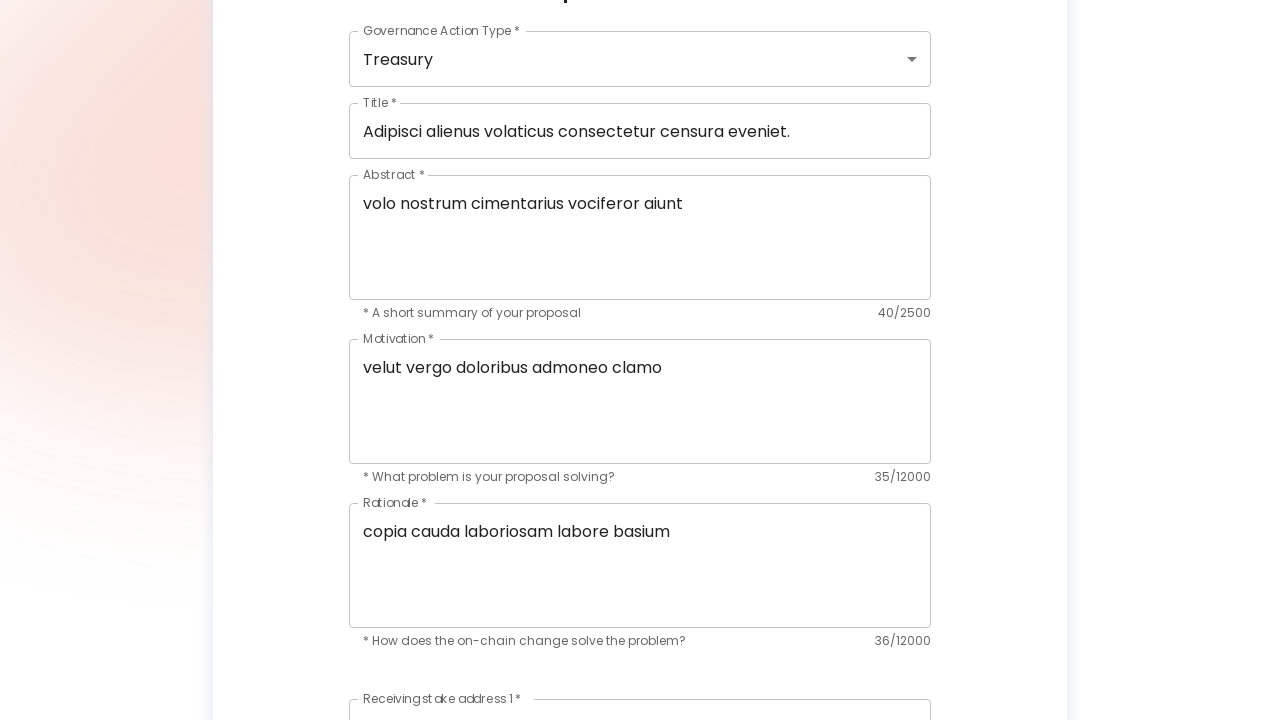 Governance Action Type *
Treasury
Title *
Adipisci alienus volaticus consectetur censura eveniet.
Abstract *
volo nostrum cimentarius vociferor aiunt
* A short summary of your proposal
40/2500
Motivation *
velut vergo doloribus admoneo clamo
* What problem is your proposal solving?
35/12000
Rationale *
copia cauda laboriosam labore basium
* How does the on-chain change solve the problem?
36/12000
Receiving stake address 1 *